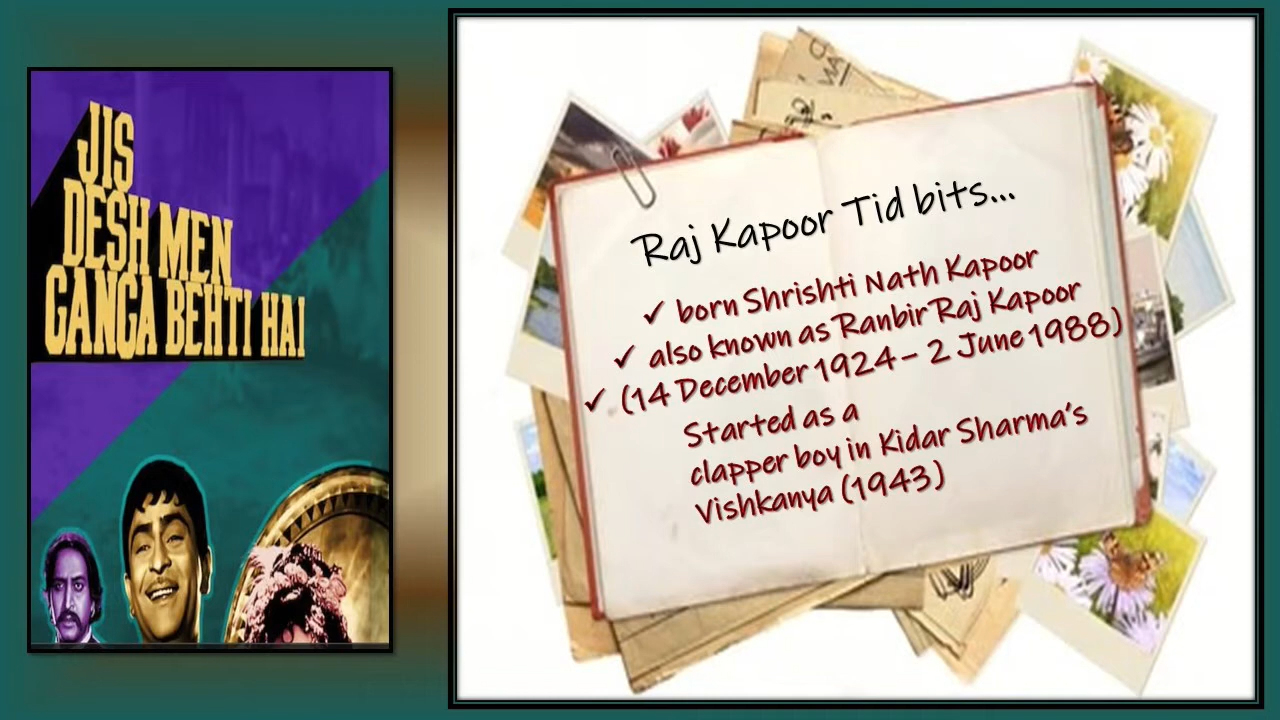 JIS
DESH MEN
GANGA BEHTI HAI
Raj Kapoor Tid bits...
✓ born Shrishti Nath Kapoor
✓ also known as Ranbir Raj Kapoor
✓ (14 December 1924 – 2 June 1988)
Started as a
clapper boy in Kidar Sharma’s
Vishkanya (1943)